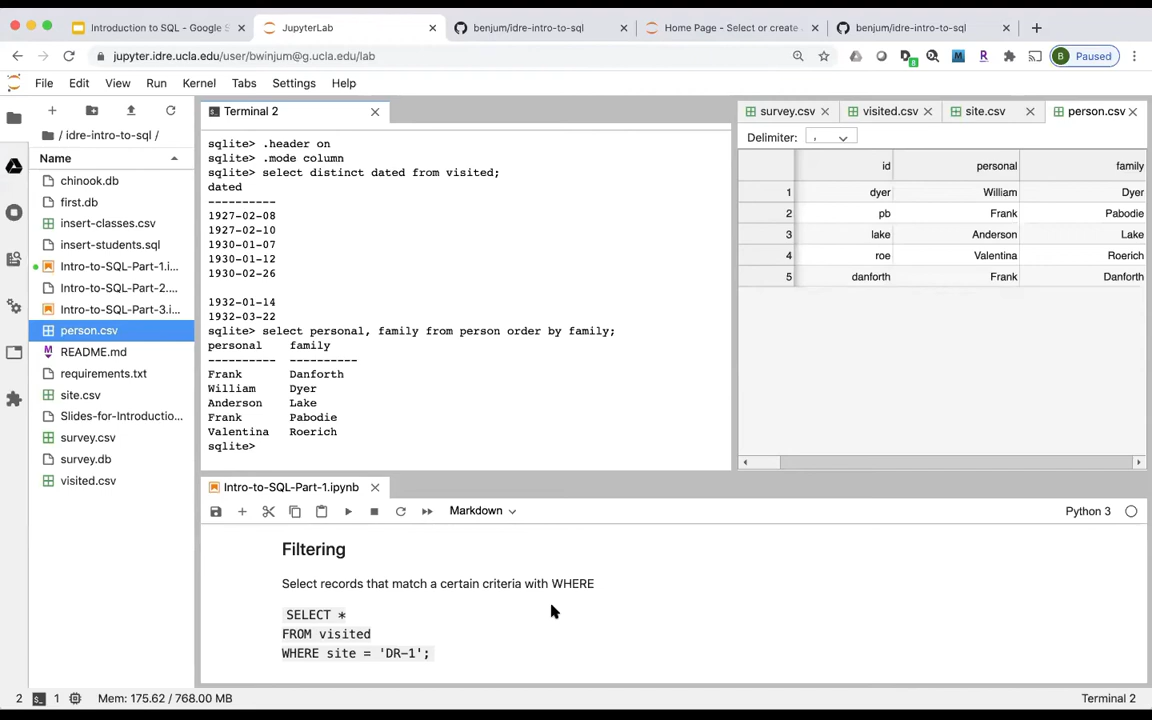 Introduction to SQL - Google S
JupyterLab
benjum/idre-intro-to-sql
Home Page - Select or create
benjum/idre-intro-to-sql
jupyter.idre.ucla.edu/user/bwinjum@g.ucla.edu/lab
8
M
R
B
Paused
File
Edit
View
Run
Kernel
Tabs
Settings
Help
/ idre-intro-to-sql /
Name
chinook.db
first.db
insert-classes.csv
insert-students.sql
Intro-to-SQL-Part-1.i...
Intro-to-SQL-Part-2....
Intro-to-SQL-Part-3.i...
person.csv
README.md
requirements.txt
site.csv
Slides-for-Introductio...
survey.csv
survey.db
visited.csv
Terminal 2
sqlite> .header on
sqlite> .mode column
sqlite> select distinct dated from visited;
dated
----------
1927-02-08
1927-02-10
1930-01-07
1930-01-12
1930-02-26
1932-01-14
1932-03-22
sqlite> select personal, family from person order by family;
personal family
---------- ----------
Frank Danforth
William Dyer
Anderson Lake
Frank Pabodie
Valentina Roerich
sqlite>
survey.csv
visited.csv
site.csv
person.csv
Delimiter: ,
id personal family
1 dyer William Dyer
2 pb Frank Pabodie
3 lake Anderson Lake
4 roe Valentina Roerich
5 danforth Frank Danforth
Intro-to-SQL-Part-1.ipynb
Markdown
Python 3
Filtering
Select records that match a certain criteria with WHERE
SELECT *
FROM visited
WHERE site = 'DR-1';
2
1
Mem: 175.62 / 768.00 MB
Terminal 2